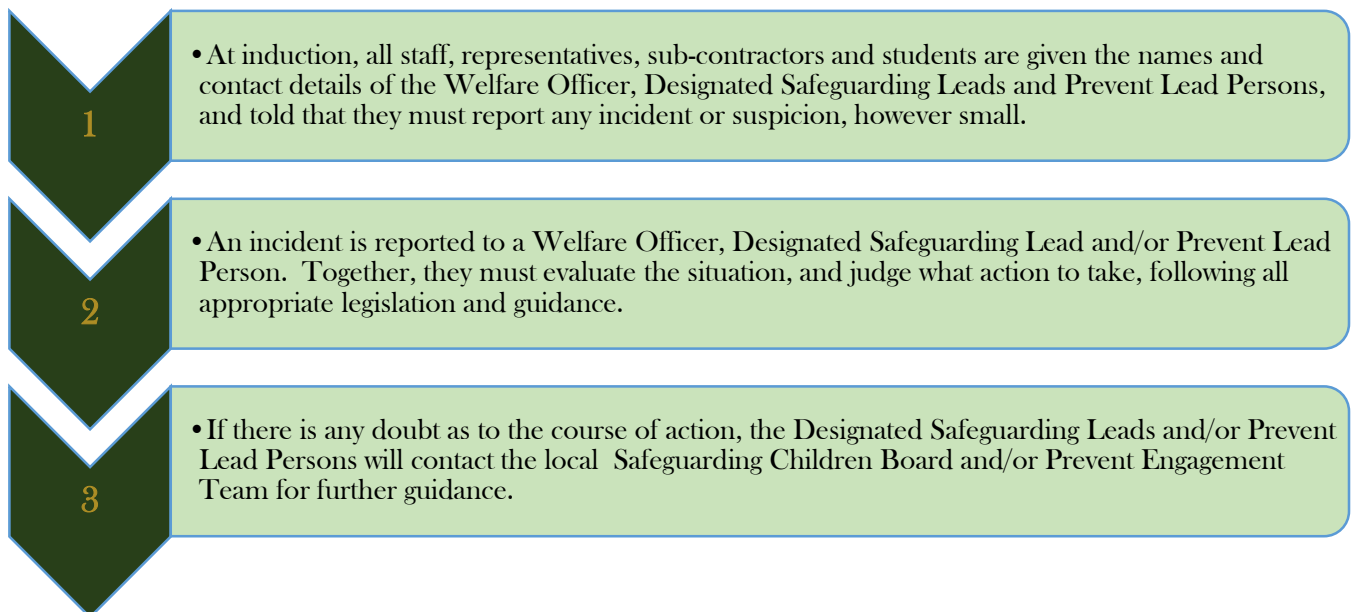 1
•At induction, all staff, representatives, sub-contractors and students are given the names and
contact details of the Welfare Officer, Designated Safeguarding Leads and Prevent Lead Persons,
and told that they must report any incident or suspicion, however small.
2
•An incident is reported to a Welfare Officer, Designated Safeguarding Lead and/or Prevent Lead
Person.  Together, they must evaluate the situation, and judge what action to take, following all
appropriate legislation and guidance.
3
•If there is any doubt as to the course of action, the Designated Safeguarding Leads and/or Prevent
Lead Persons will contact the local  Safeguarding Children Board and/or Prevent Engagement
Team for further guidance.